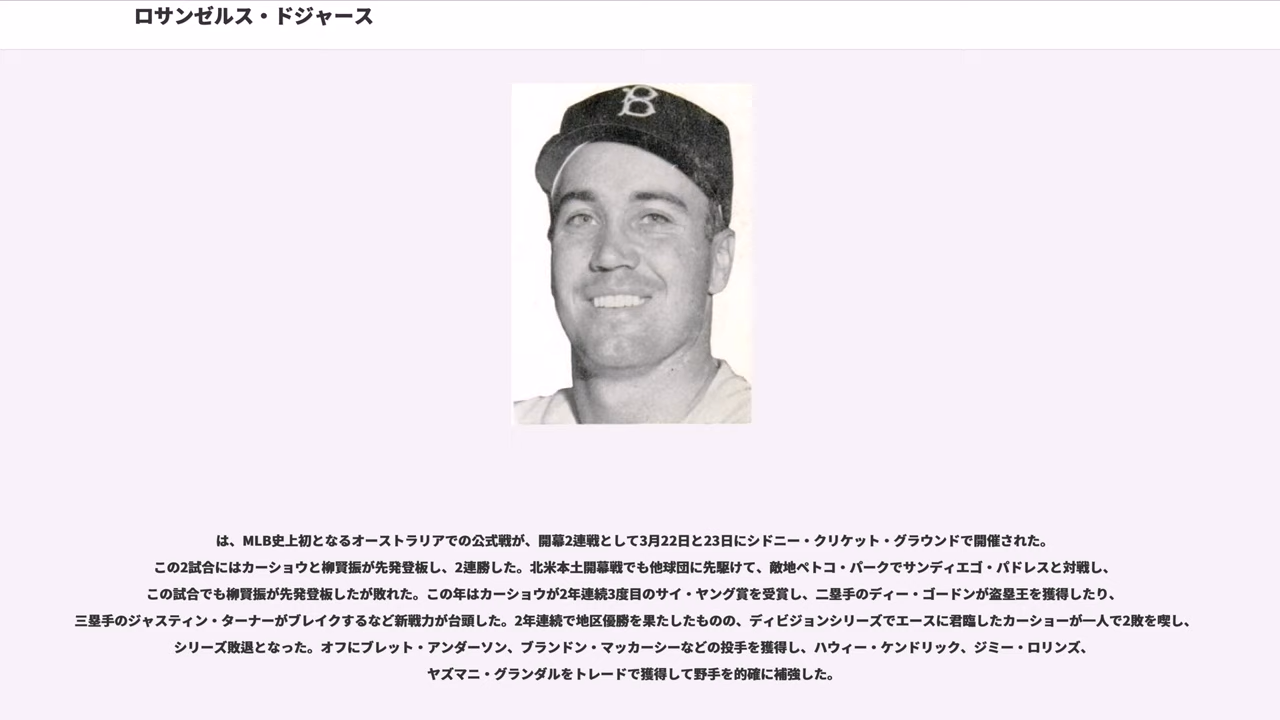 ロサンゼルス・ドジャース
B
は、MLB史上初となるオーストラリアでの公式戦が、開幕2連戦として3月22日と23日にシドニー・クリケット・グラウンドで開催された。
この2試合にはカーショウと柳賢振が先発登板し、2連勝した。北米本土開幕戦でも他球団に先駆けて、敵地ペトコ・パークでサンディエゴ・パドレスと対戦し、
この試合でも柳賢振が先発登板したが敗れた。この年はカーショウが2年連続3度目のサイ・ヤング賞を受賞し、二塁手のディー・ゴードンが盗塁王を獲得したり、
三塁手のジャスティン・ターナーがブレイクするなど新戦力が台頭した。2年連続で地区優勝を果たしたものの、ディビジョンシリーズでエースに君臨したカーショーが一人で2敗を喫し、
シリーズ敗退となった。オフにブレット・アンダーソン、ブランドン・マッカーシーなどの投手を獲得し、ハウィー・ケンドリック、ジミー・ロリンズ、
ヤズマニ・グランダルをトレードで獲得して野手を的確に補強した。